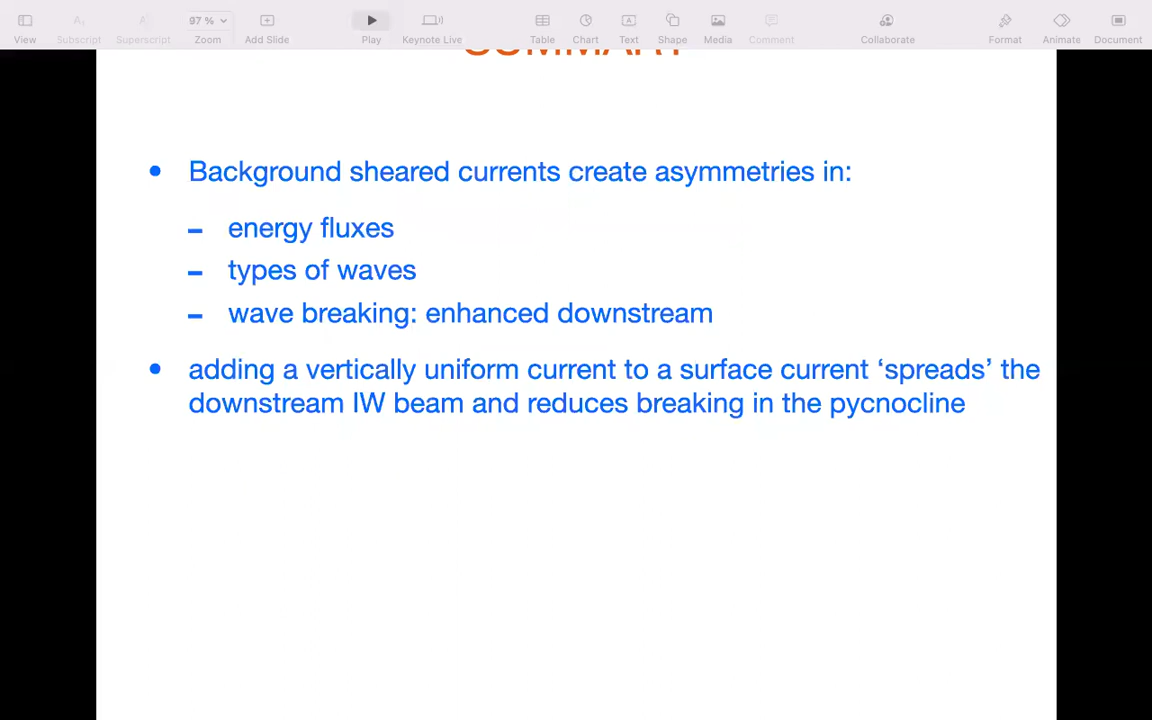 97 %
View
Subscript
Superscript
Zoom
Add Slide
Play
Keynote Live
Table
Chart
Text
Shape
Media
Comment
Collaborate
Format
Animate
Document
SUMMARY
• Background sheared currents create asymmetries in:
– energy fluxes
– types of waves
– wave breaking: enhanced downstream
• adding a vertically uniform current to a surface current ‘spreads’ the
downstream IW beam and reduces breaking in the pycnocline